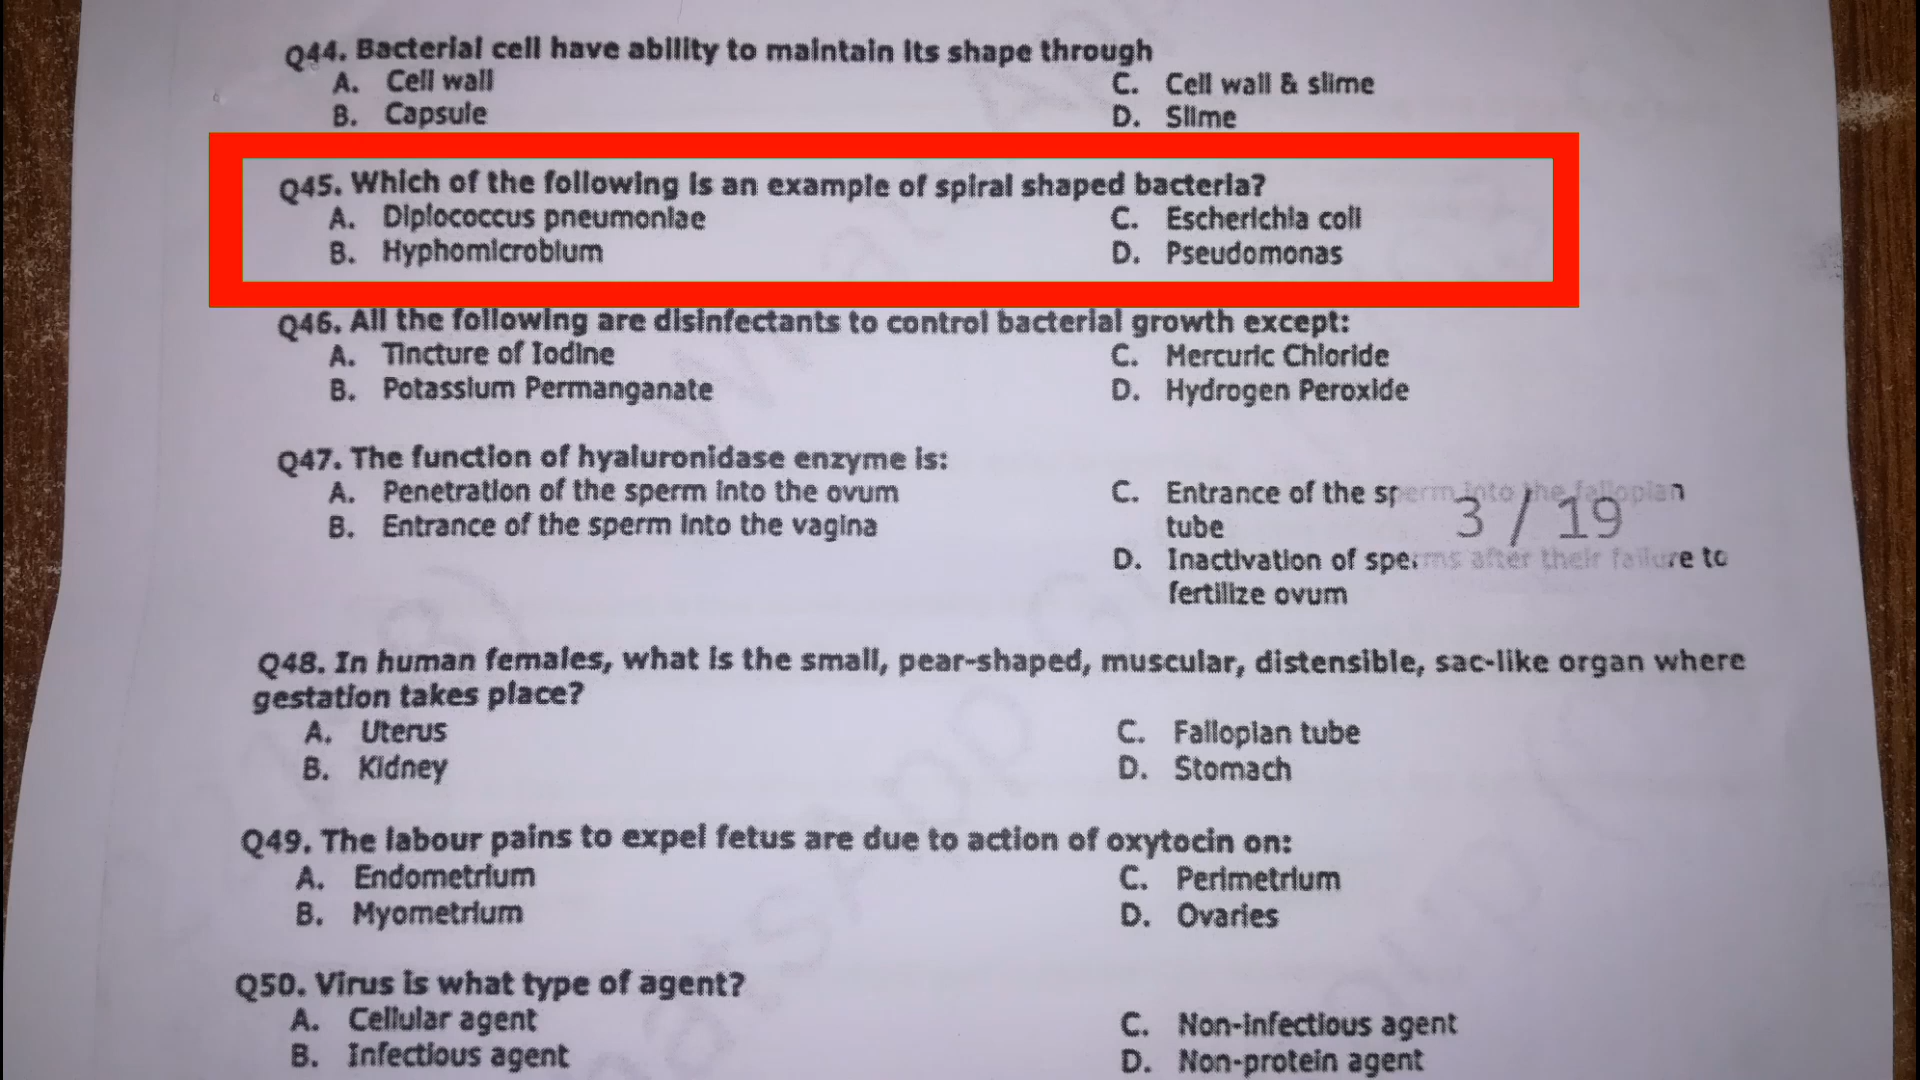 Q44. Bacterial cell have ability to maintain its shape through
A. Cell wall
B. Capsule
C. Cell wall & slime
D. Slime
Q45. Which of the following is an example of spiral shaped bacteria?
A. Diplococcus pneumoniae
B. Hyphomicrobium
C. Escherichia coli
D. Pseudomonas
Q46. All the following are disinfectants to control bacterial growth except:
A. Tincture of Iodine
B. Potassium Permanganate
C. Mercuric Chloride
D. Hydrogen Peroxide
Q47. The function of hyaluronidase enzyme is:
A. Penetration of the sperm into the ovum
B. Entrance of the sperm into the vagina
C. Entrance of the sperm into the fallopian
tube
D. Inactivation of sperms after their failure to
fertilize ovum
3 / 19
Q48. In human females, what is the small, pear-shaped, muscular, distensible, sac-like organ where
gestation takes place?
A. Uterus
B. Kidney
C. Fallopian tube
D. Stomach
Q49. The labour pains to expel fetus are due to action of oxytocin on:
A. Endometrium
B. Myometrium
C. Perimetrium
D. Ovaries
Q50. Virus is what type of agent?
A. Cellular agent
B. Infectious agent
C. Non-infectious agent
D. Non-protein agent